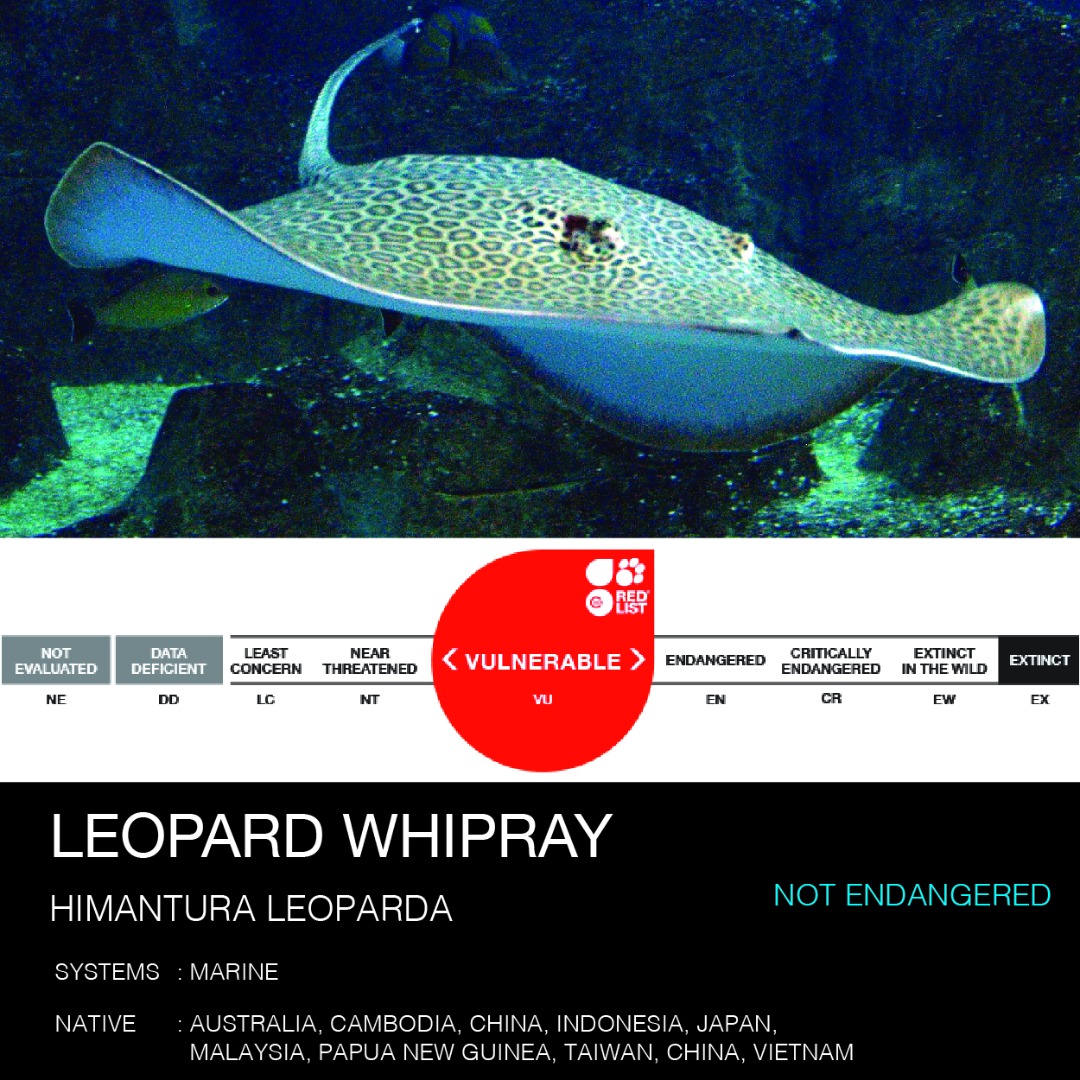 RED
LIST
NOT
EVALUATED
DATA
DEFICIENT
LEAST
CONCERN
NEAR
THREATENED
< VULNERABLE >
ENDANGERED
CRITICALLY
ENDANGERED
EXTINCT
IN THE WILD
EXTINCT
NE
DD
LC
NT
VU
EN
CR
EW
EX
LEOPARD WHIPRAY
HIMANTURA LEOPARDA
NOT ENDANGERED
SYSTEMS : MARINE
NATIVE : AUSTRALIA, CAMBODIA, CHINA, INDONESIA, JAPAN,
MALAYSIA, PAPUA NEW GUINEA, TAIWAN, CHINA, VIETNAM